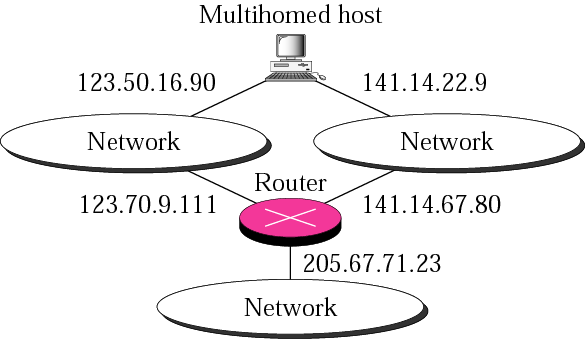 Multihomed host
123.50.16.90
141.14.22.9
Network
Network
Router
123.70.9.111
141.14.67.80
205.67.71.23
Network